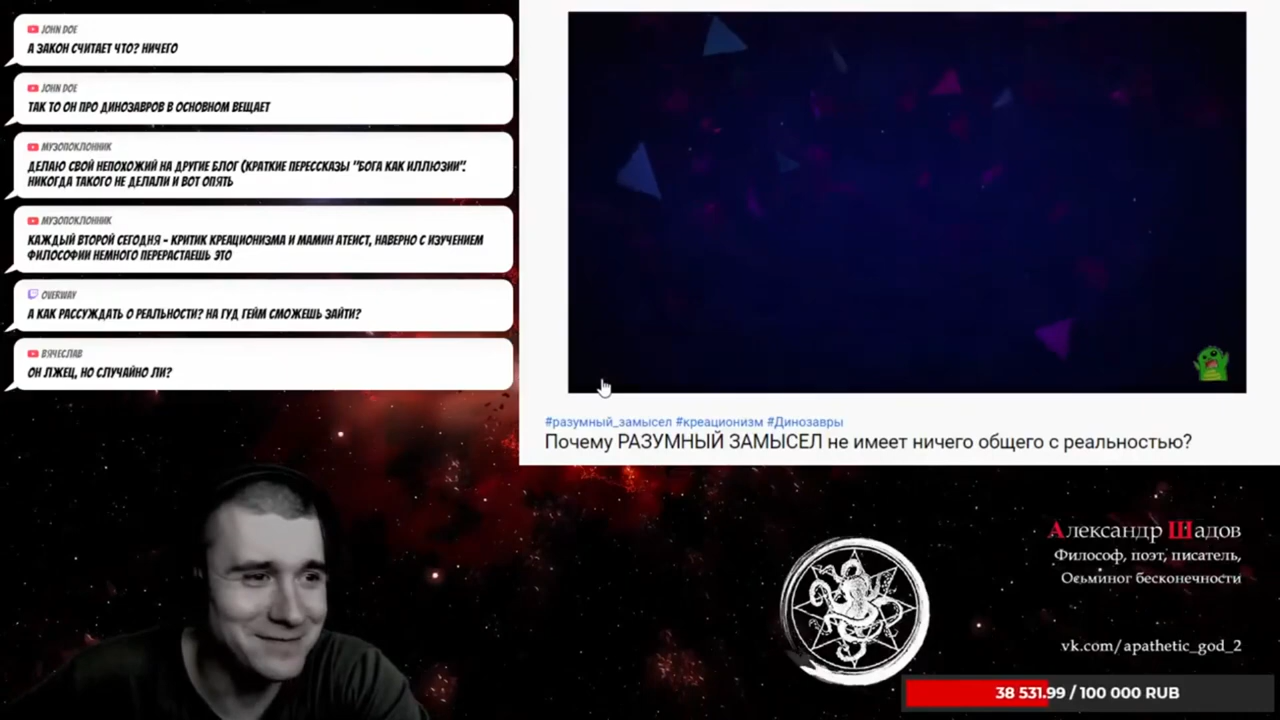 JOHN DOE
А ЗАКОН СЧИТАЕТ ЧТО? НИЧЕГО
JOHN DOE
ТАК ТО ОН ПРО ДИНОЗАВРОВ В ОСНОВНОМ ВЕЩАЕТ
МУЗОПОКЛОННИК
ДЕЛАЮ СВОЙ НЕПОХОЖИЙ НА ДРУГИЕ БЛОГ (КРАТКИЕ ПЕРЕССКАЗЫ "БОГА КАК ИЛЛЮЗИИ".
НИКОГДА ТАКОГО НЕ ДЕЛАЛИ И ВОТ ОПЯТЬ
МУЗОПОКЛОННИК
КАЖДЫЙ ВТОРОЙ СЕГОДНЯ - КРИТИК КРЕАЦИОНИЗМА И МАМИН АТЕИСТ, НАВЕРНО С ИЗУЧЕНИЕМ
ФИЛОСОФИИ НЕМНОГО ПЕРЕРАСТАЕШЬ ЭТО
OVERWAY
А КАК РАССУЖДАТЬ О РЕАЛЬНОСТИ? НА ГУД ГЕЙМ СМОЖЕШЬ ЗАЙТИ?
ВЯЧЕСЛАВ
ОН ЛЖЕЦ, НО СЛУЧАЙНО ЛИ?
#разумный_замысел #креационизм #Динозавры
Почему РАЗУМНЫЙ ЗАМЫСЕЛ не имеет ничего общего с реальностью?
Александр Шадов
Философ, поэт, писатель,
Осьминог бесконечности
vk.com/apathetic_god_2
38 531.99 / 100 000 RUB